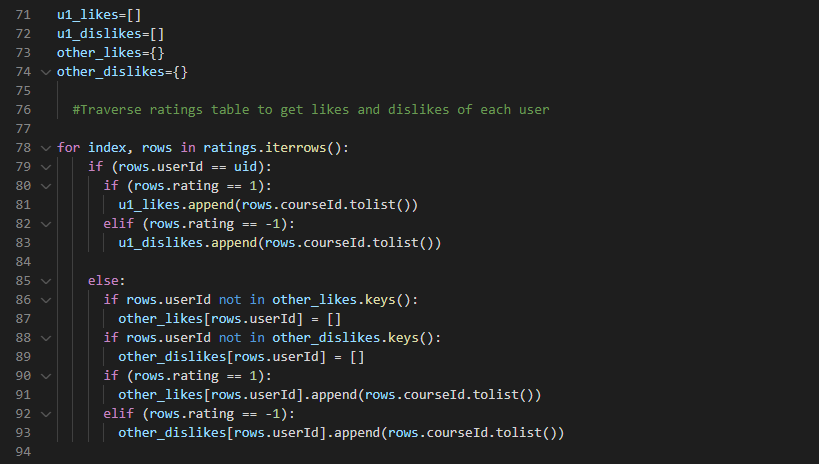 71 u1_likes=[]
72 u1_dislikes=[]
73 other_likes={}
74 other_dislikes={}
75
76 #Traverse ratings table to get likes and dislikes of each user
77
78 for index, rows in ratings.iterrows():
79 if (rows.userId == uid):
80 if (rows.rating == 1):
81 u1_likes.append(rows.courseId.tolist())
82 elif (rows.rating == -1):
83 u1_dislikes.append(rows.courseId.tolist())
84
85 else:
86 if rows.userId not in other_likes.keys():
87 other_likes[rows.userId] = []
88 if rows.userId not in other_dislikes.keys():
89 other_dislikes[rows.userId] = []
90 if (rows.rating == 1):
91 other_likes[rows.userId].append(rows.courseId.tolist())
92 elif (rows.rating == -1):
93 other_dislikes[rows.userId].append(rows.courseId.tolist())
94